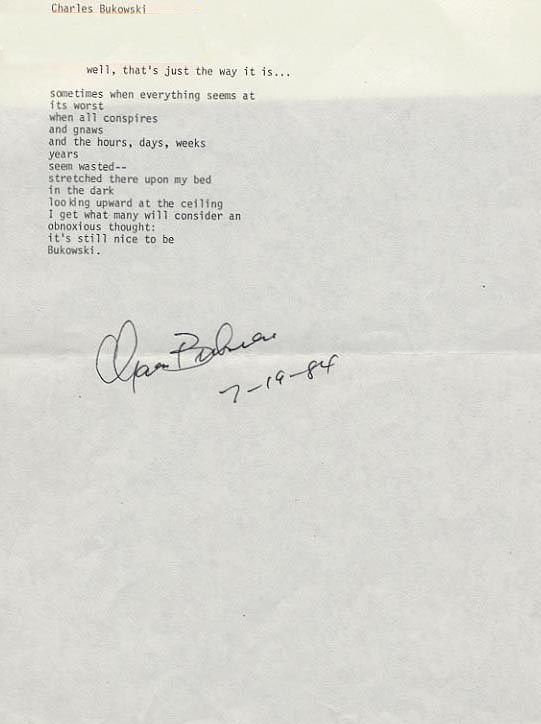 Charles Bukowski
well, that's just the way it is...
sometimes when everything seems at
its worst
when all conspires
and gnaws
and the hours, days, weeks
years
seem wasted--
stretched there upon my bed
in the dark
looking upward at the ceiling
I get what many will consider an
obnoxious thought:
it's still nice to be
Bukowski.
Charles Bukowski
7-19-84